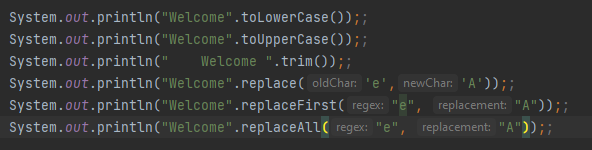 System.out.println("Welcome".toLowerCase());;
System.out.println("Welcome".toUpperCase());;
System.out.println("    Welcome ".trim());;
System.out.println("Welcome".replace( oldChar: 'e', newChar: 'A'));;
System.out.println("Welcome".replaceFirst( regex: "e",  replacement: "A"));;
System.out.println("Welcome".replaceAll( regex: "e",  replacement: "A"));;